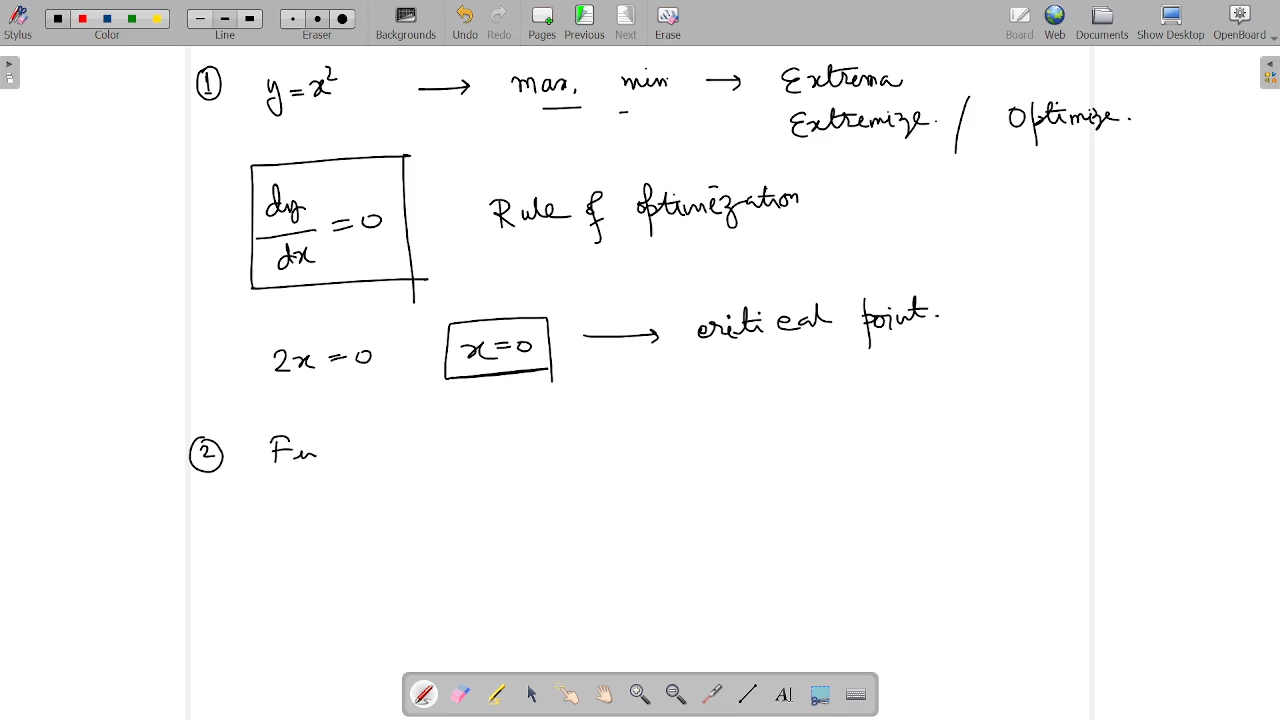 Stylus Color Line Eraser Backgrounds Undo Redo Pages Previous Next Erase Board Web Documents Show Desktop OpenBoard
① y = x² → max, min → Extrema
Extremize. / Optimize.
dy/dx = 0 Rule of optimization
2x = 0 x = 0 → critical point.
② Fu